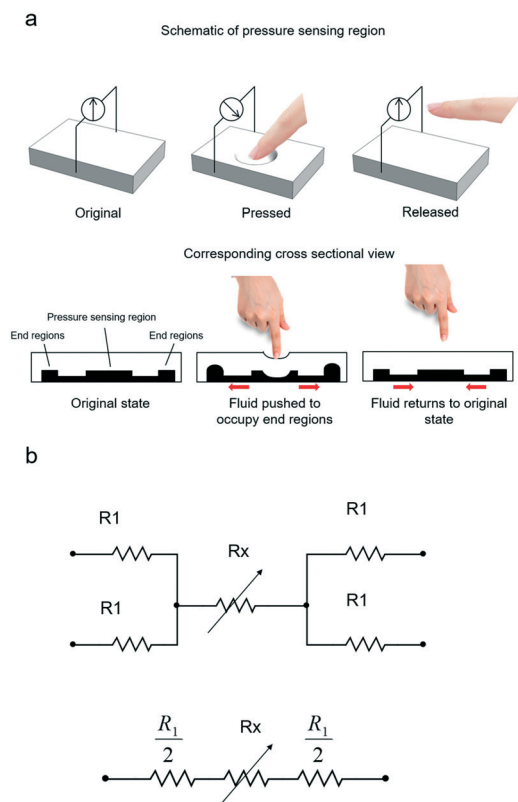 a
Schematic of pressure sensing region
Original
Pressed
Released
Corresponding cross sectional view
End regions
Pressure sensing region
End regions
Original state
Fluid pushed to
occupy end regions
Fluid returns to original
state
b
R1
R1
Rx
R1
R1
R₁/2
Rx
R₁/2